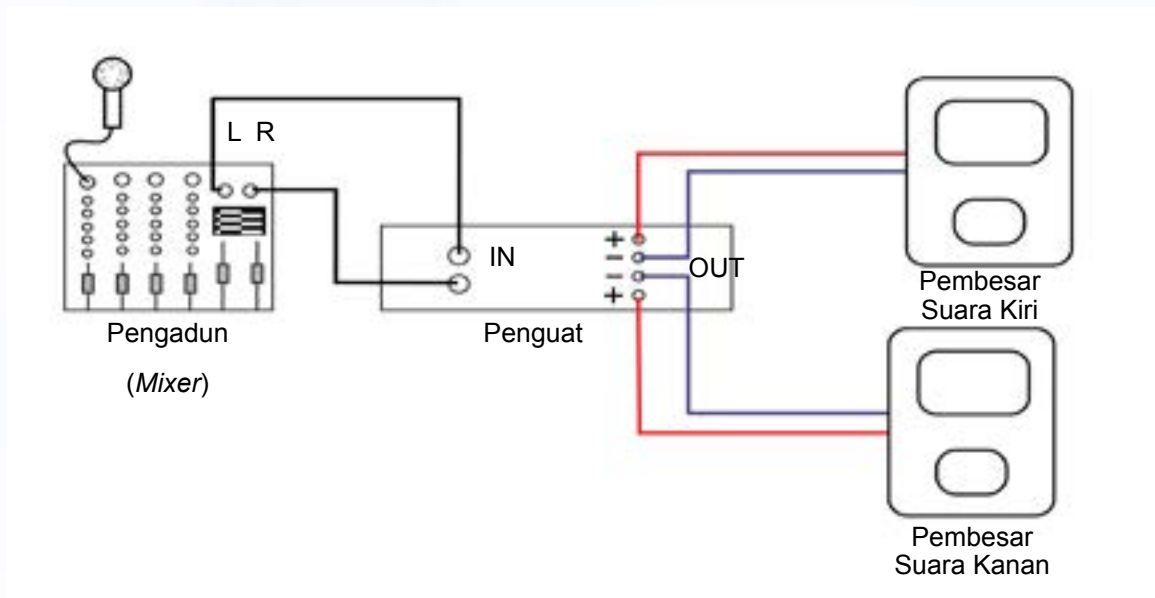 L R
IN
+
−
OUT
−
+
Pengadun
(Mixer)
Penguat
Pembesar
Suara Kiri
Pembesar
Suara Kanan